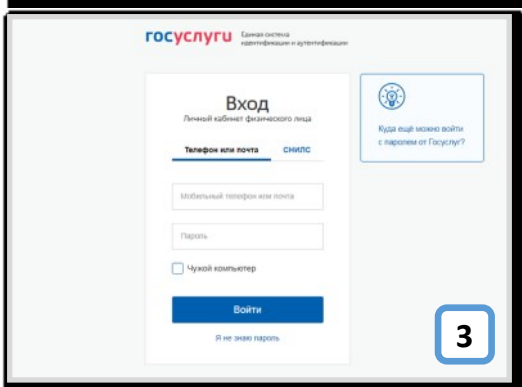 госуслуги
Единая система
идентификации и аутентификации
Вход
Личный кабинет физического лица
Телефон или почта СНИЛС
Мобильный телефон или почта
Пароль
Чужой компьютер
Войти
Я не знаю пароль
Куда ещё можно войти
с паролем от Госуслуг?
3